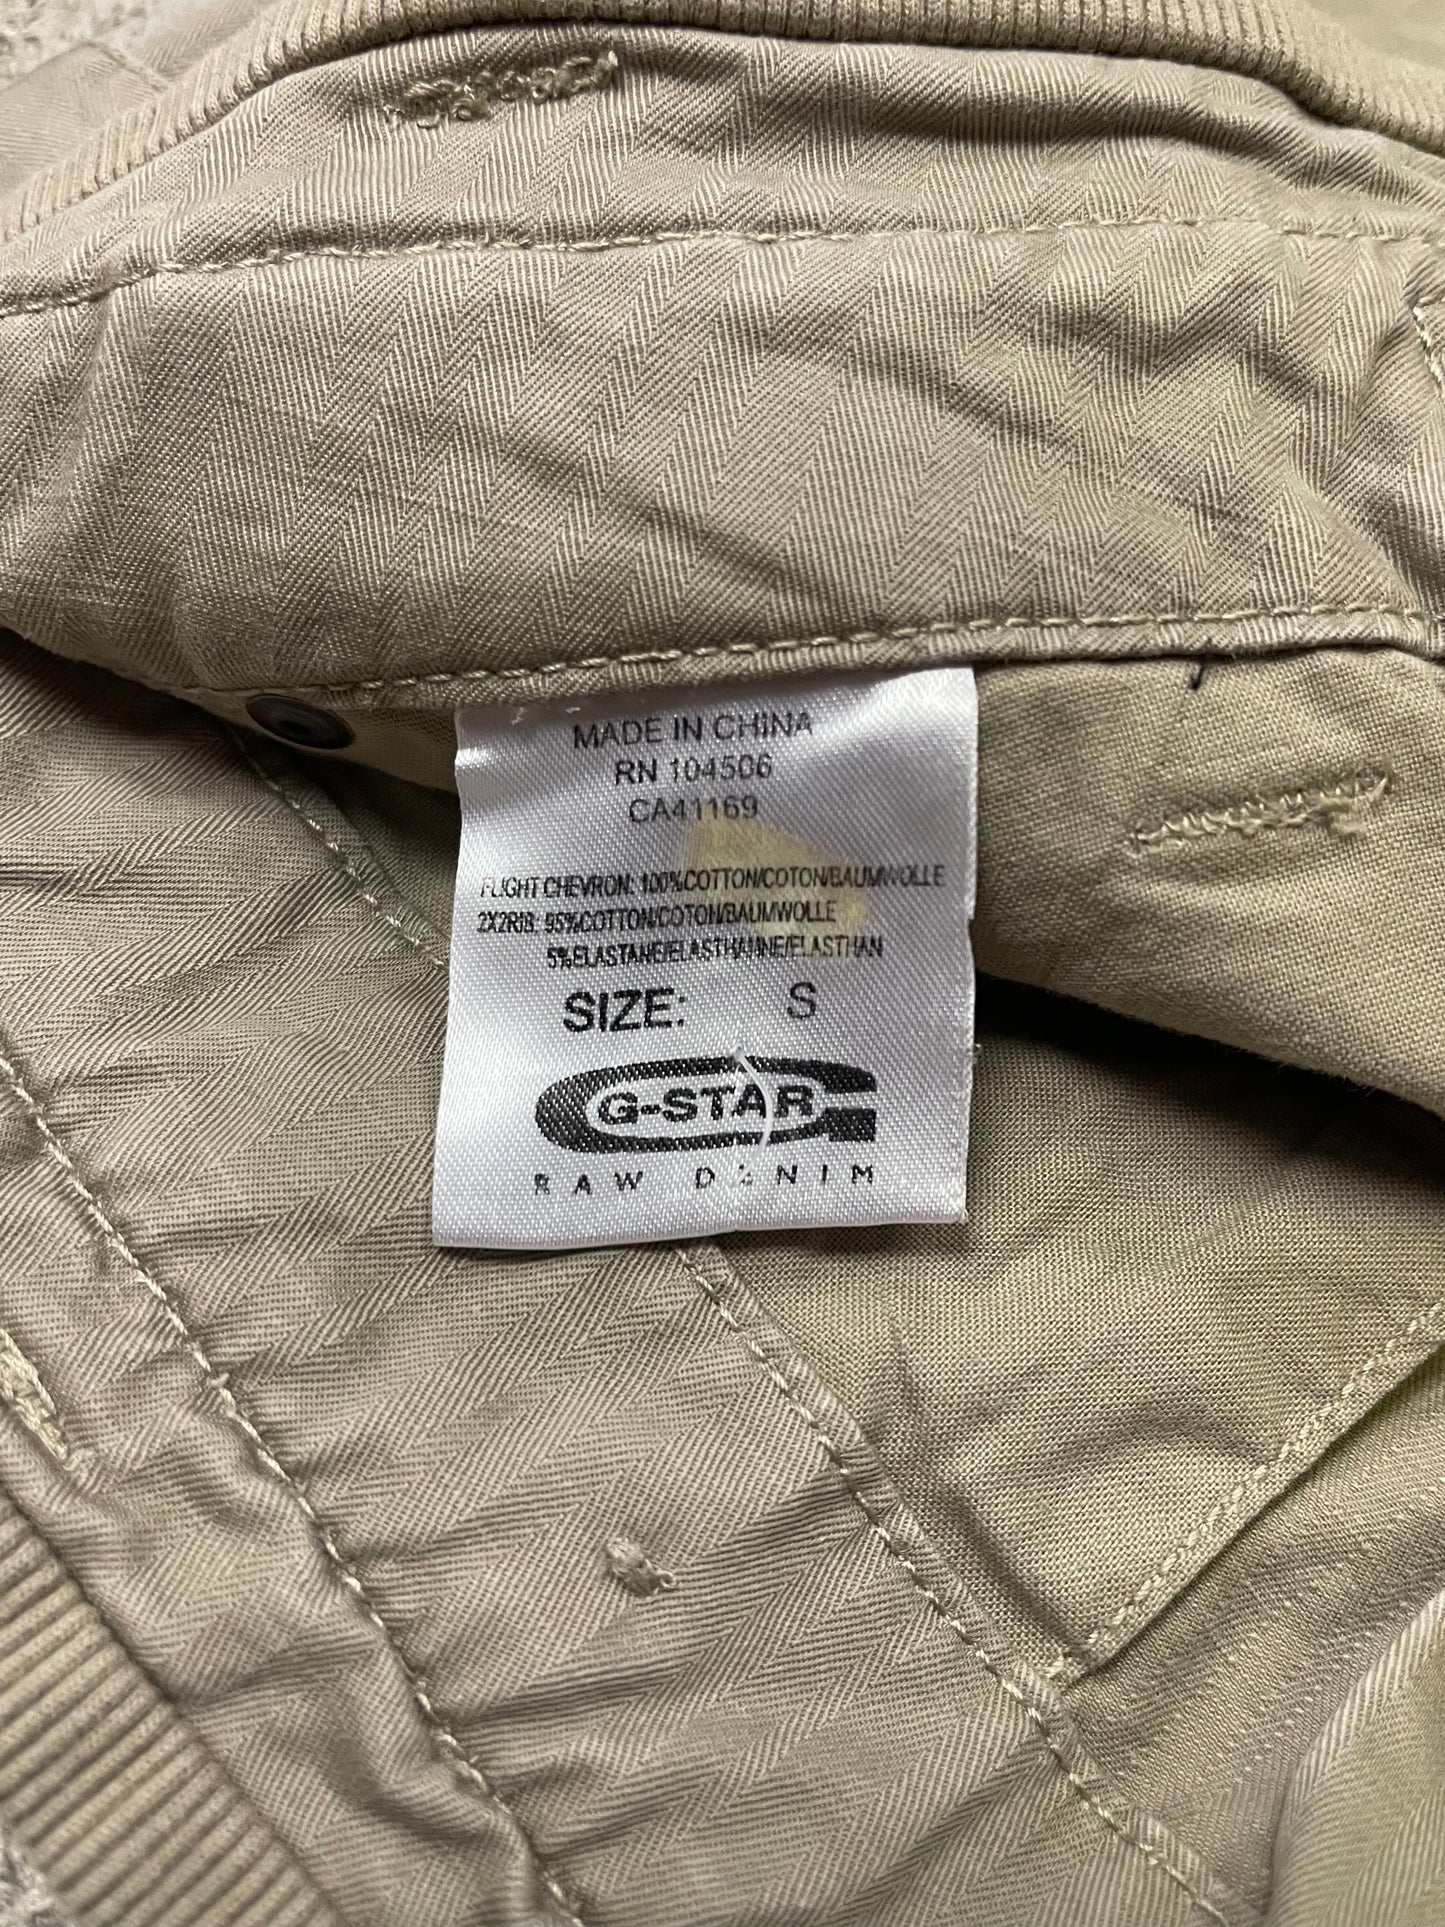 MADE IN CHINA
RN 104506
CA41169
FLIGHT CHEVRON: 100%COTTON/COTON/BAUMWOLLE
2X2RIB: 95%COTTON/COTON/BAUMWOLLE
5%ELASTANE/ELASTHANNE/ELASTHAN
SIZE: S
G-STAR
RAW DENIM